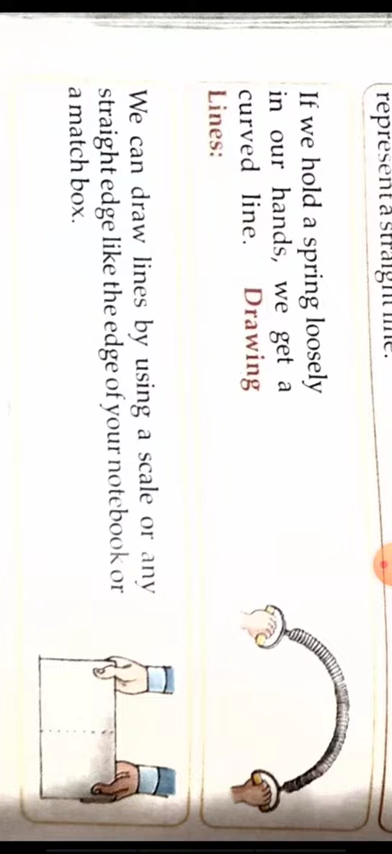 represent a straight line.
If we hold a spring loosely
in our hands, we get a
curved line. Drawing
Lines:
We can draw lines by using a scale or any
straight edge like the edge of your notebook or
a match box.